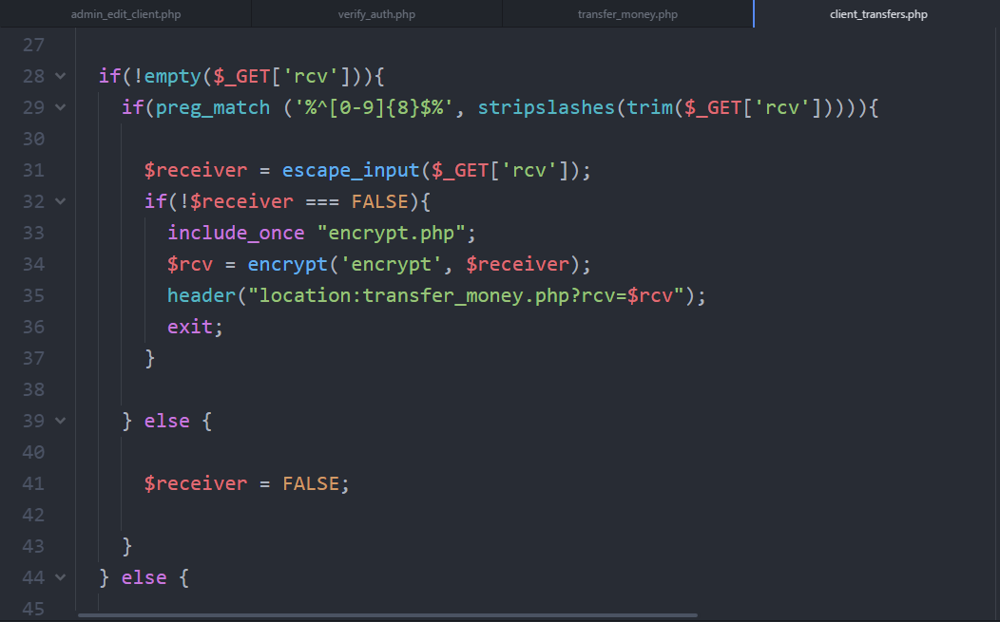 admin_edit_client.php verify_auth.php transfer_money.php client_transfers.php
27
28 if(!empty($_GET['rcv'])){
29 if(preg_match ('%^[0-9]{8}$%', stripslashes(trim($_GET['rcv'])))){
30
31 $receiver = escape_input($_GET['rcv']);
32 if(!$receiver === FALSE){
33 include_once "encrypt.php";
34 $rcv = encrypt('encrypt', $receiver);
35 header("location:transfer_money.php?rcv=$rcv");
36 exit;
37 }
38
39 } else {
40
41 $receiver = FALSE;
42
43 }
44 } else {
45